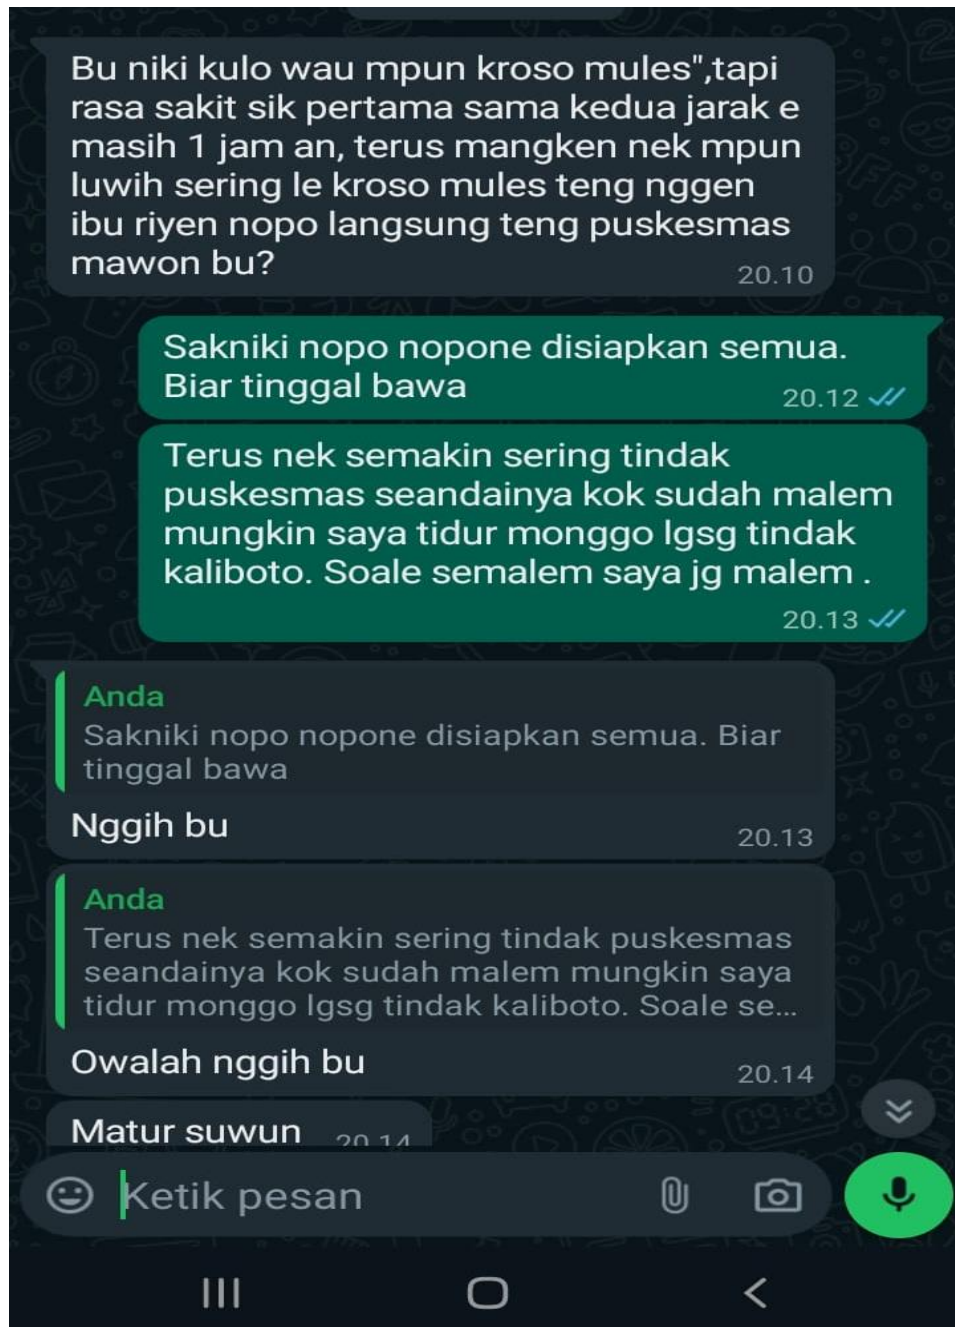 Bu niki kulo wau mpun kroso mules",tapi
rasa sakit sik pertama sama kedua jarak e
masih 1 jam an, terus mangken nek mpun
luwih sering le kroso mules teng nggen
ibu riyen nopo langsung teng puskesmas
mawon bu?
20.10
Sakniki nopo nopone disiapkan semua.
Biar tinggal bawa
20.12
Terus nek semakin sering tindak
puskesmas seandainya kok sudah malem
mungkin saya tidur monggo lgsg tindak
kaliboto. Soale semalem saya jg malem .
20.13
Anda
Sakniki nopo nopone disiapkan semua. Biar
tinggal bawa
Nggih bu
20.13
Anda
Terus nek semakin sering tindak puskesmas
seandainya kok sudah malem mungkin saya
tidur monggo lgsg tindak kaliboto. Soale se...
Owalah nggih bu
20.14
Matur suwun
20.14
Ketik pesan